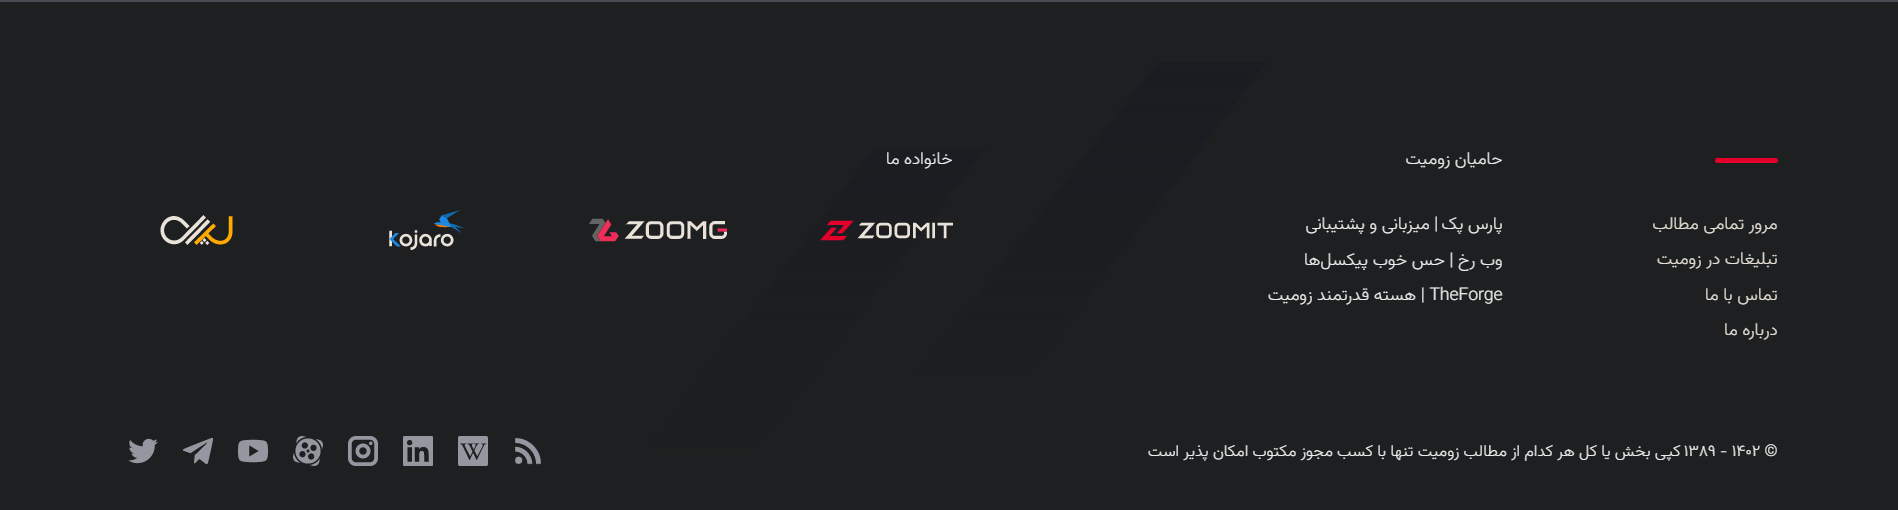 مرور تمامی مطالب
تبلیغات در زومیت
تماس با ما
درباره ما
حامیان زومیت
پارس پک | میزبانی و پشتیبانی
وب رخ | حس خوب پیکسل‌ها
TheForge | هسته قدرتمند زومیت
خانواده ما
ZOOMIT
ZOOMG
kojaro
© ۱۴۰۲ - ۱۳۸۹ کپی بخش یا کل هر کدام از مطالب زومیت تنها با کسب مجوز مکتوب امکان پذیر است
W
in